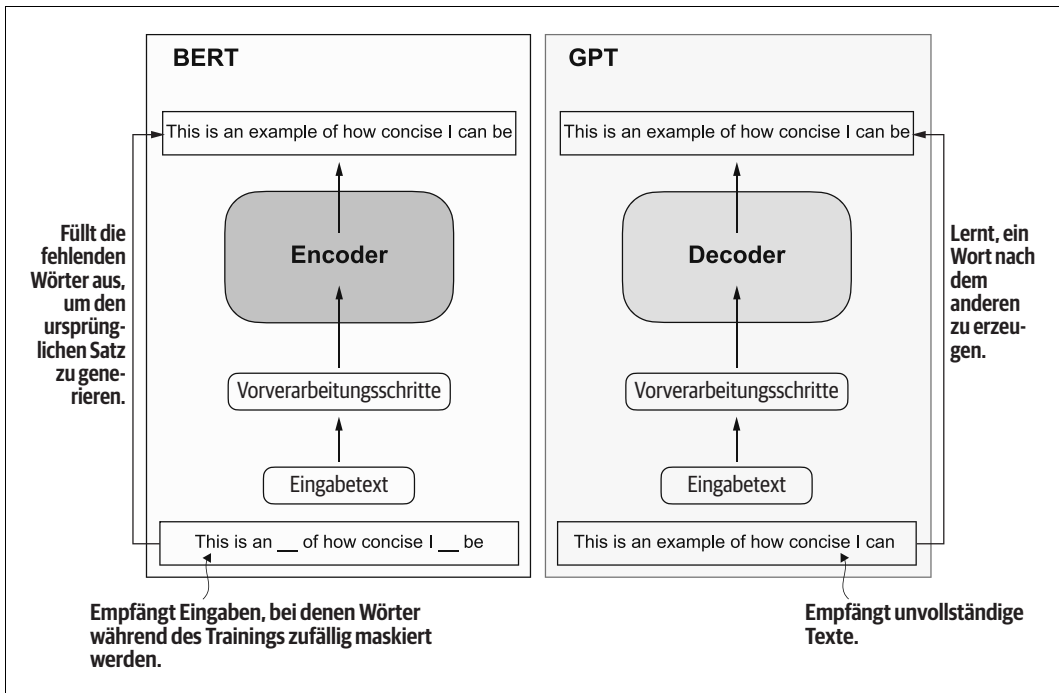 BERT
This is an example of how concise I can be
Encoder
Vorverarbeitungsschritte
Eingabetext
This is an __ of how concise I __ be
Füllt die
fehlenden
Wörter aus,
um den
ursprüng-
lichen Satz
zu gene-
rieren.
Empfängt Eingaben, bei denen Wörter
während des Trainings zufällig maskiert
werden.
GPT
This is an example of how concise I can be
Decoder
Vorverarbeitungsschritte
Eingabetext
This is an example of how concise I can
Lernt, ein
Wort nach
dem
anderen
zu erzeu-
gen.
Empfängt unvollständige
Texte.